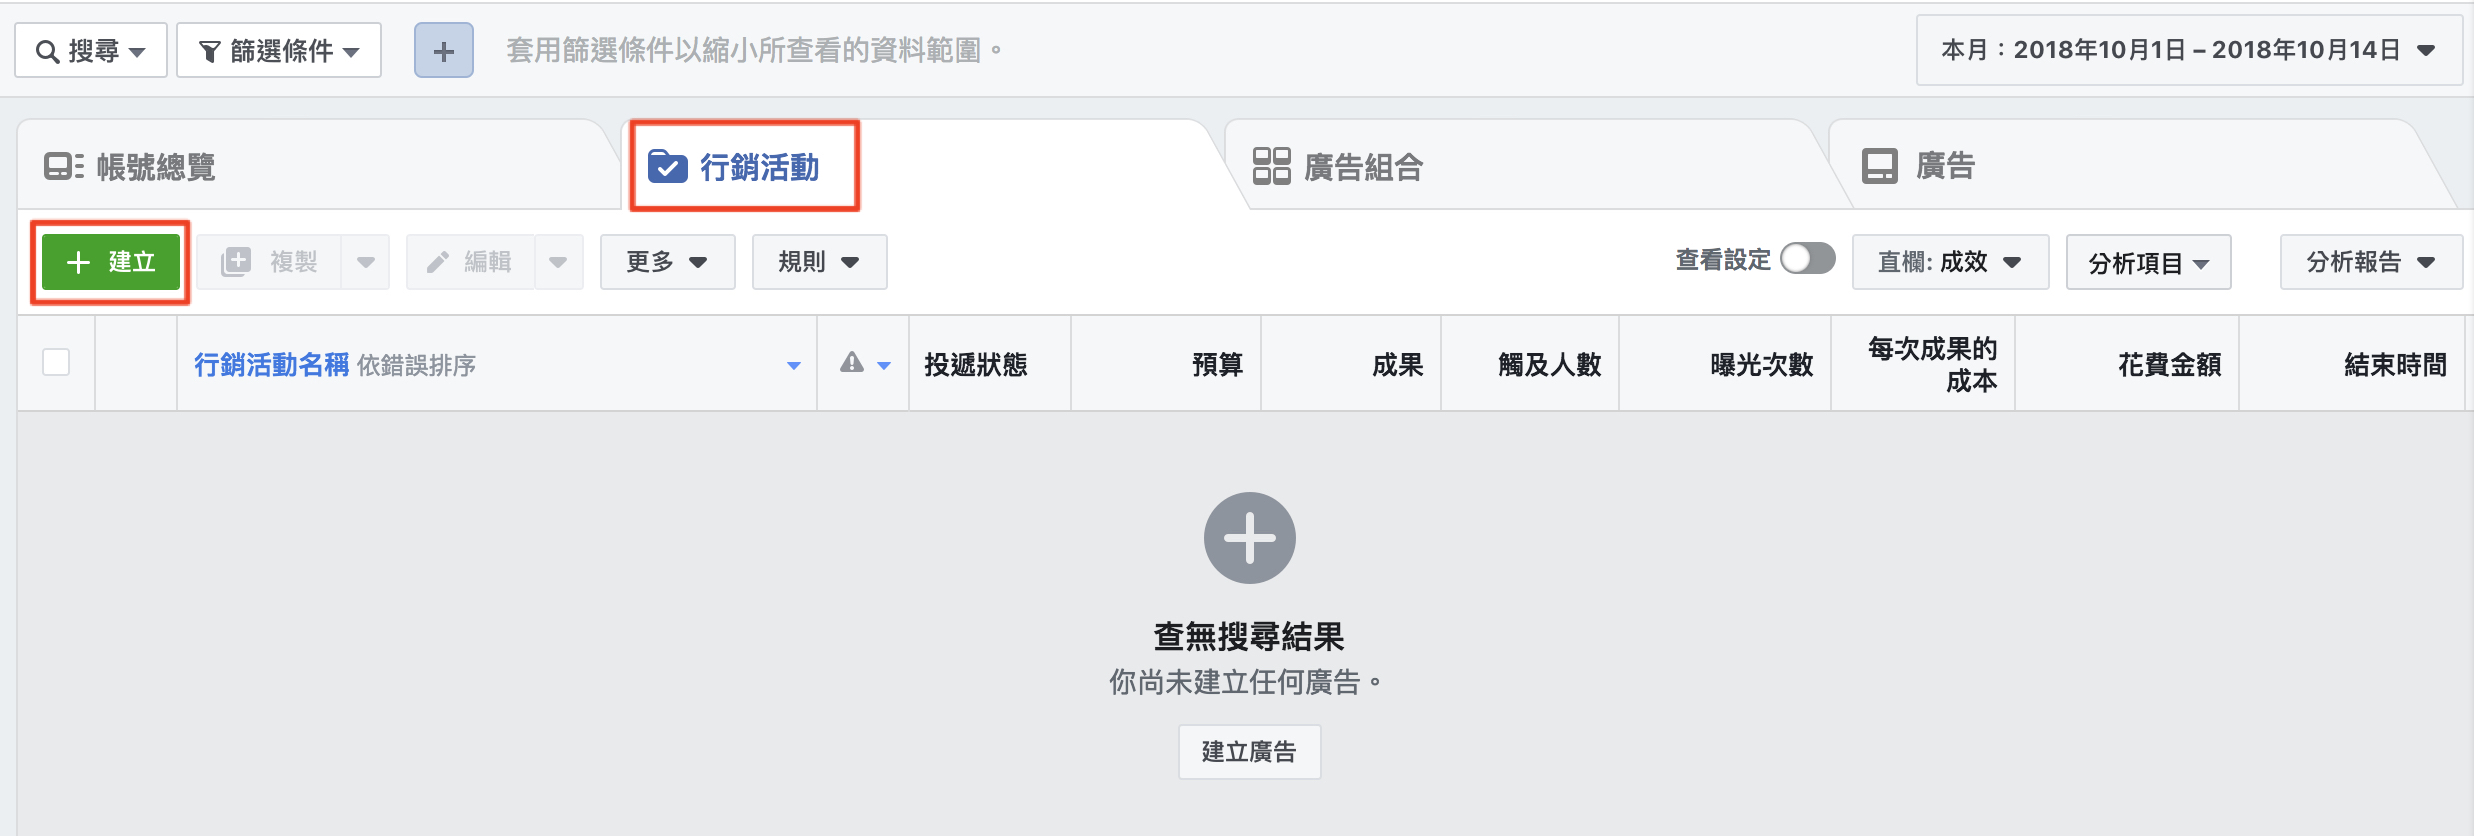 搜尋 篩選條件 套用篩選條件以縮小所查看的資料範圍。 本月：2018年10月1日 – 2018年10月14日
帳號總覽 行銷活動 廣告組合 廣告
建立 複製 編輯 更多 規則 查看設定 直欄: 成效 分析項目 分析報告
行銷活動名稱 依錯誤排序 投遞狀態 預算 成果 觸及人數 曝光次數 每次成果的 花費金額 結束時間
成本
查無搜尋結果
你尚未建立任何廣告。
建立廣告